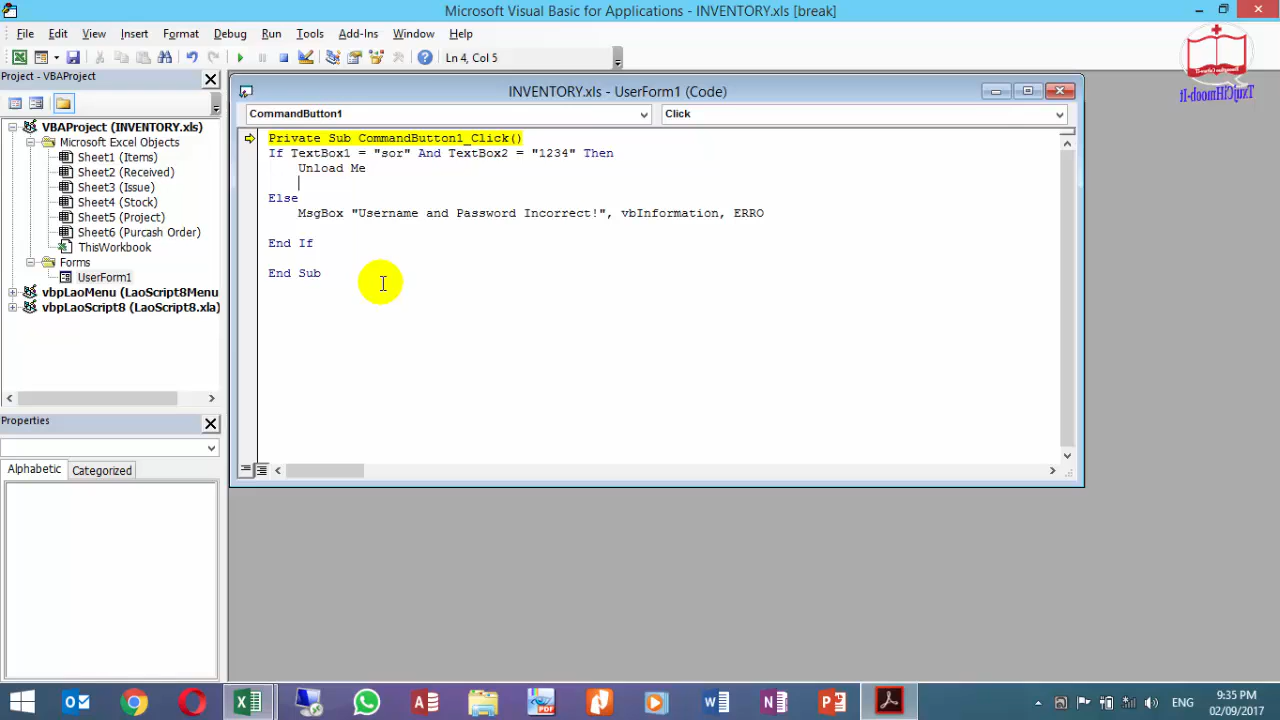 Microsoft Visual Basic for Applications - INVENTORY.xls [break]
File Edit View Insert Format Debug Run Tools Add-Ins Window Help
Ln 4, Col 5
Project - VBAProject
VBAProject (INVENTORY.xls)
Microsoft Excel Objects
Sheet1 (Items)
Sheet2 (Received)
Sheet3 (Issue)
Sheet4 (Stock)
Sheet5 (Project)
Sheet6 (Purcash Order)
ThisWorkbook
Forms
UserForm1
vbpLaoMenu (LaoScript8Menu
vbpLaoScript8 (LaoScript8.xla)
Properties
Alphabetic Categorized
INVENTORY.xls - UserForm1 (Code)
CommandButton1 Click
Private Sub CommandButton1_Click()
If TextBox1 = "sor" And TextBox2 = "1234" Then
Unload Me
Else
MsgBox "Username and Password Incorrect!", vbInformation, ERRO
End If
End Sub
ENG
9:35 PM
02/09/2017